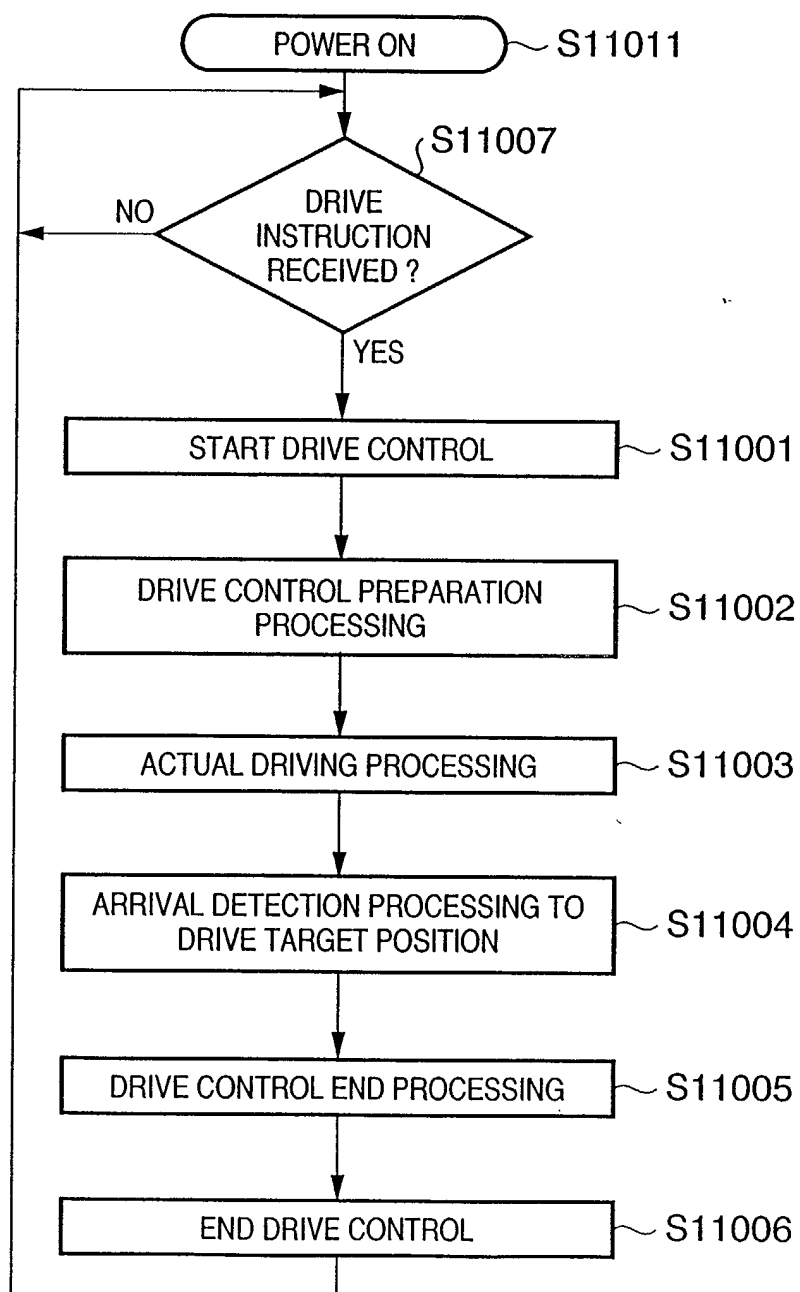 POWER ON
S11011
S11007
DRIVE
INSTRUCTION
RECEIVED ?
NO
YES
START DRIVE CONTROL
S11001
DRIVE CONTROL PREPARATION
PROCESSING
S11002
ACTUAL DRIVING PROCESSING
S11003
ARRIVAL DETECTION PROCESSING TO
DRIVE TARGET POSITION
S11004
DRIVE CONTROL END PROCESSING
S11005
END DRIVE CONTROL
S11006